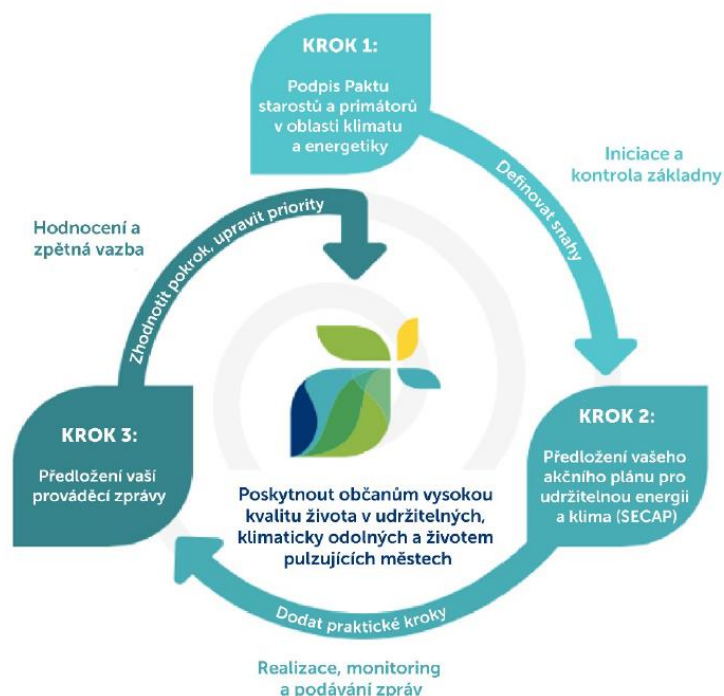 KROK 1:
Podpis Paktu
starostů a primátorů
v oblasti klimatu
a energetiky
Definovat snahy
Iniciace a
kontrola základny
KROK 2:
Předložení vašeho
akčního plánu pro
udržitelnou energii
a klima (SECAP)
Dodat praktické kroky
Realizace, monitoring
a podávání zpráv
KROK 3:
Předložení vaší
prováděcí zprávy
Zhodnotit pokrok, upravit priority
Hodnocení a
zpětná vazba
Poskytnout občanům vysokou
kvalitu života v udržitelných,
klimaticky odolných a životem
pulzujících městech